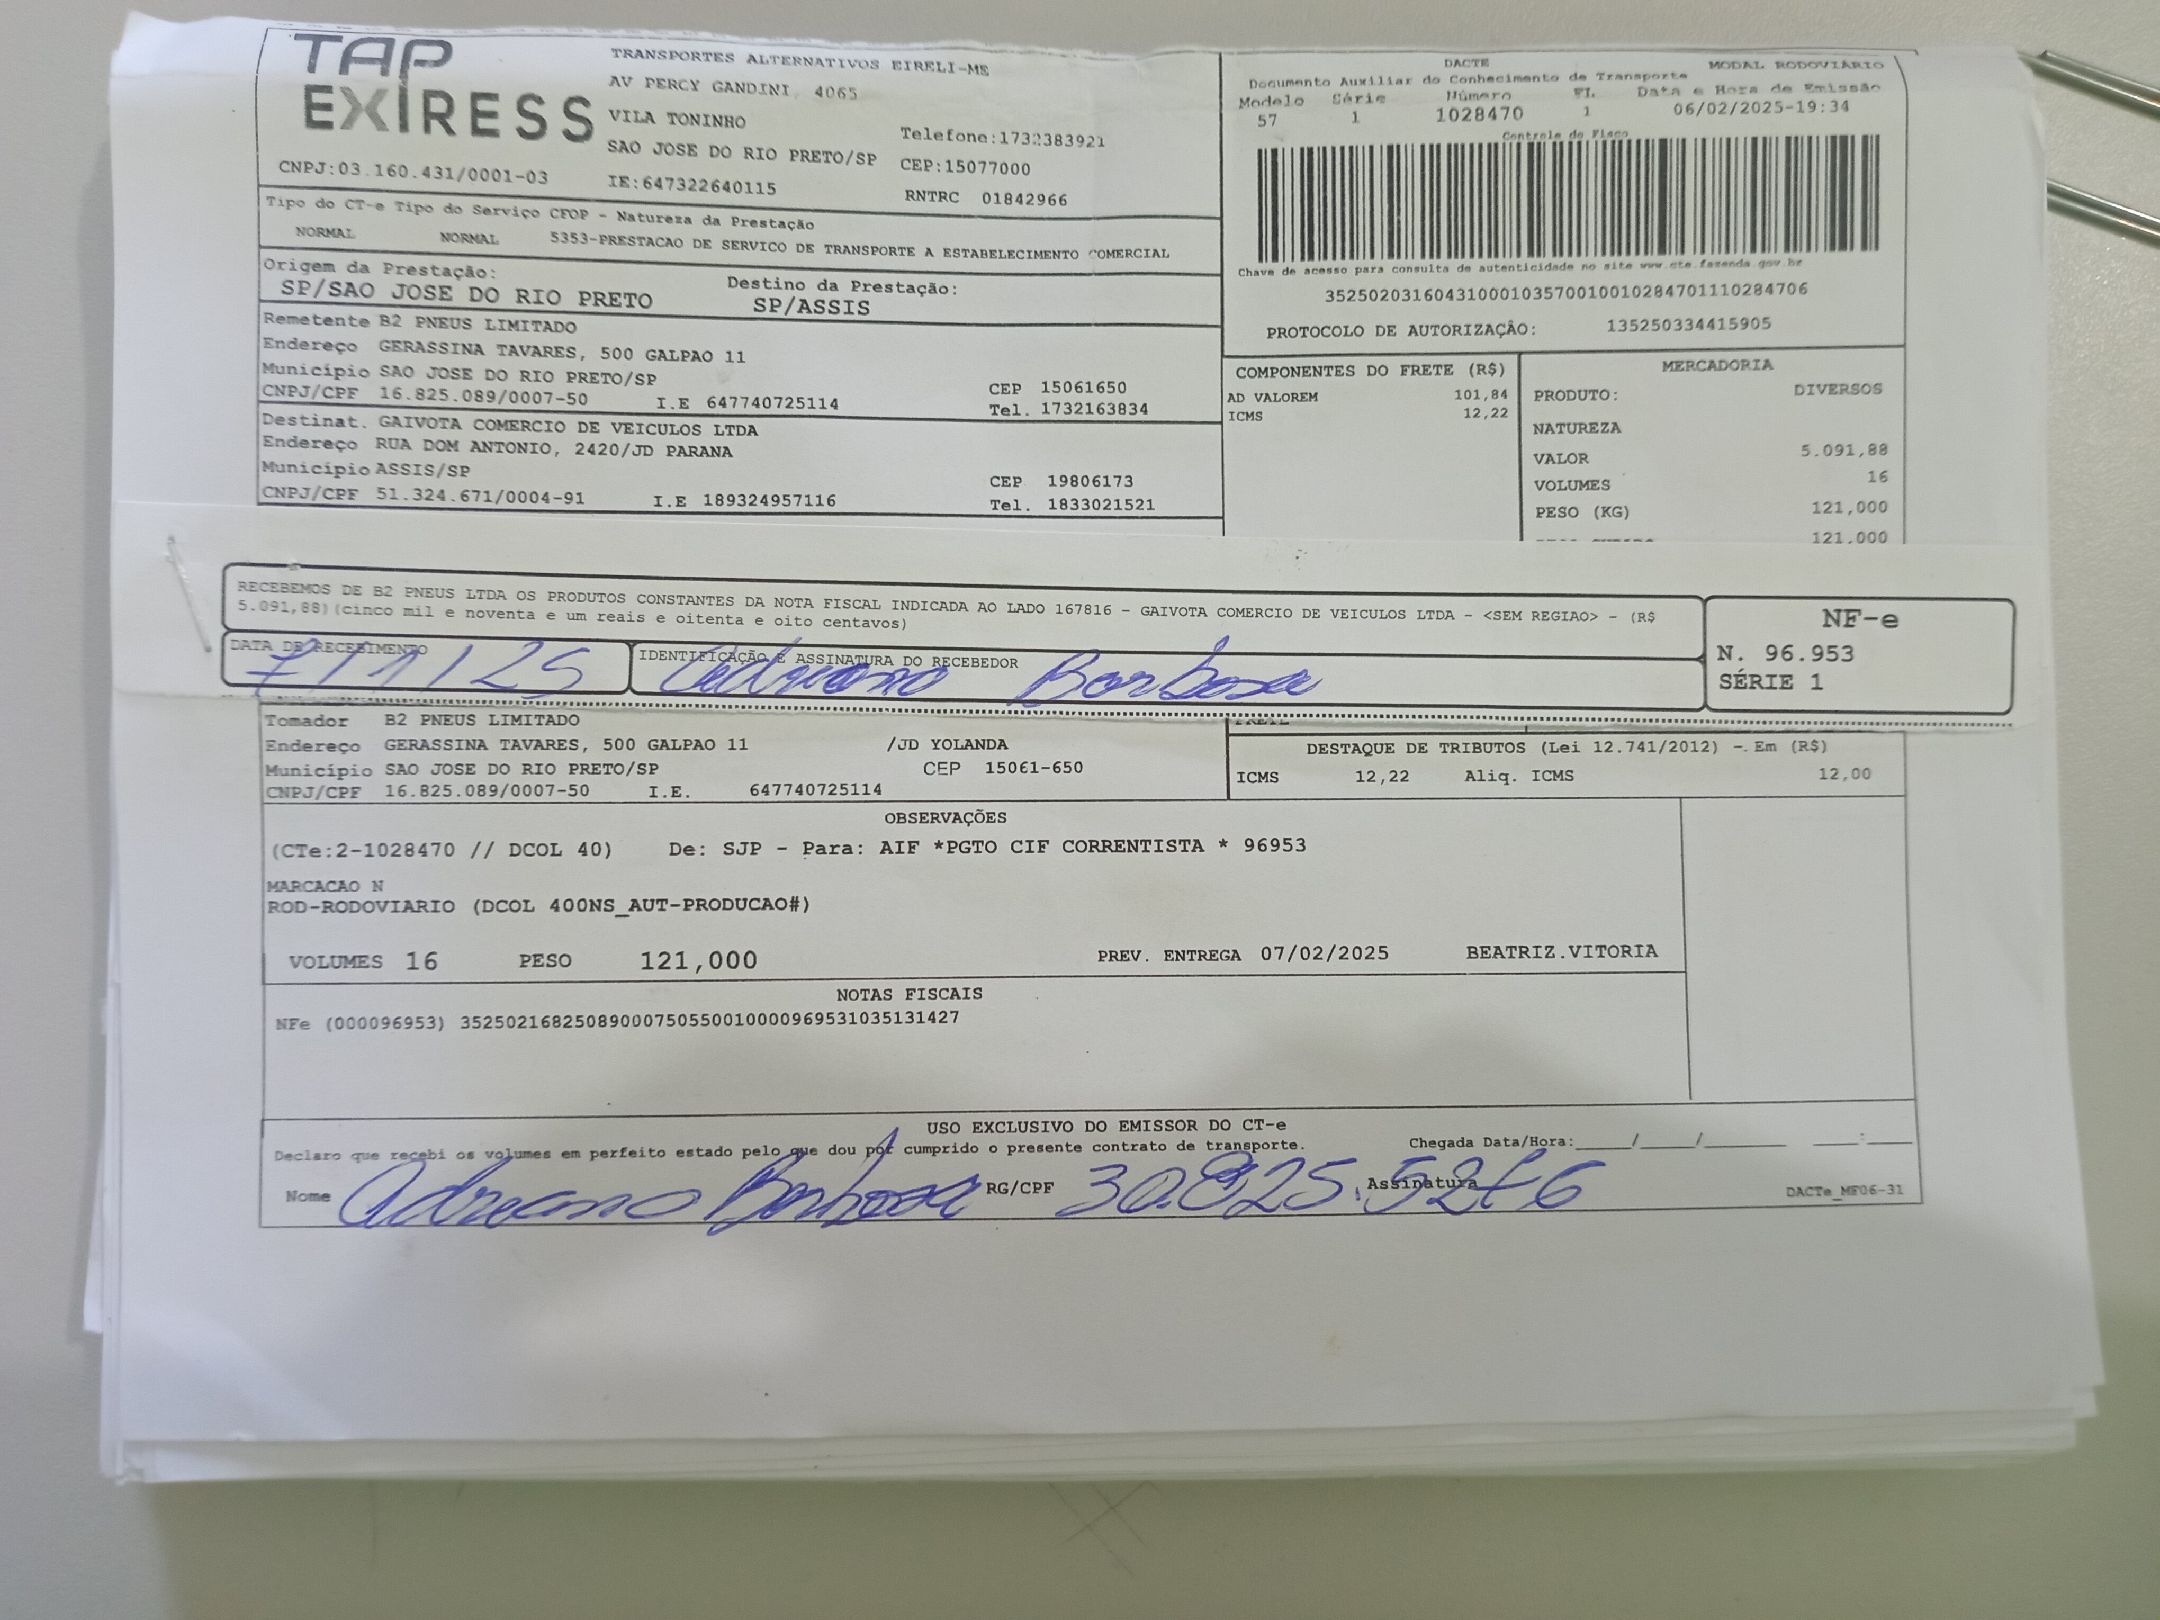 TAP
EXPRESS
TRANSPORTES ALTERNATIVOS EIRELI-ME
AV PERCY GANDINI, 4065
VILA TONINHO
Telefone:1732383921
SAO JOSE DO RIO PRETO/SP
CEP:15077000
CNPJ:03.160.431/0001-03
IE:647322640115
RNTRC 01842966
Tipo do CT-e Tipo do Serviço CFOP - Natureza da Prestação
NORMAL NORMAL 5353-PRESTACAO DE SERVICO DE TRANSPORTE A ESTABELECIMENTO COMERCIAL
Origem da Prestação:
SP/SAO JOSE DO RIO PRETO
Destino da Prestação:
SP/ASSIS
Remetente B2 PNEUS LIMITADO
Endereço GERASSINA TAVARES, 500 GALPAO 11
Município SAO JOSE DO RIO PRETO/SP
CEP 15061650
CNPJ/CPF 16.825.089/0007-50 I.E 647740725114 Tel. 1732163834
Destinat. GAIVOTA COMERCIO DE VEICULOS LTDA
Endereço RUA DOM ANTONIO, 2420/JD PARANA
Município ASSIS/SP
CEP 19806173
CNPJ/CPF 51.324.671/0004-91 I.E 189324957116 Tel. 1833021521
DACTE MODAL RODOVIÁRIO
Documento Auxiliar do Conhecimento de Transporte
Modelo Série Número FL Data e Hora de Emissão
57 1 1028470 1 06/02/2025-19:34
Controle do Fisco
Chave de acesso para consulta de autenticidade no site www.cte.fazenda.gov.br
35250203160431000103570010010284701110284706
PROTOCOLO DE AUTORIZAÇÃO: 135250334415905
COMPONENTES DO FRETE (R$)
AD VALOREM 101,84
ICMS 12,22
MERCADORIA
PRODUTO: DIVERSOS
NATUREZA
VALOR 5.091,88
VOLUMES 16
PESO (KG) 121,000
121,000
RECEBEMOS DE B2 PNEUS LTDA OS PRODUTOS CONSTANTES DA NOTA FISCAL INDICADA AO LADO 167816 - GAIVOTA COMERCIO DE VEICULOS LTDA - <SEM REGIAO> - (R$
5.091,88)(cinco mil e noventa e um reais e oitenta e oito centavos)
DATA DE RECEBIMENTO
7/1/25
IDENTIFICAÇÃO E ASSINATURA DO RECEBEDOR
Adriano Barbosa
NF-e
N. 96.953
SÉRIE 1
Tomador B2 PNEUS LIMITADO
Endereço GERASSINA TAVARES, 500 GALPAO 11 /JD YOLANDA
Município SAO JOSE DO RIO PRETO/SP CEP 15061-650
CNPJ/CPF 16.825.089/0007-50 I.E. 647740725114
DESTAQUE DE TRIBUTOS (Lei 12.741/2012) -. Em (R$)
ICMS 12,22 Aliq. ICMS 12,00
OBSERVAÇÕES
(CTe:2-1028470 // DCOL 40) De: SJP - Para: AIF *PGTO CIF CORRENTISTA * 96953
MARCACAO N
ROD-RODOVIARIO (DCOL 400NS_AUT-PRODUCAO#)
VOLUMES 16 PESO 121,000 PREV. ENTREGA 07/02/2025 BEATRIZ.VITORIA
NOTAS FISCAIS
NFe (000096953) 35250216825089000750550010000969531035131427
USO EXCLUSIVO DO EMISSOR DO CT-e
Declaro que recebi os volumes em perfeito estado pelo que dou por cumprido o presente contrato de transporte. Chegada Data/Hora:____/____/________ ____:____
Nome Adriano Barbosa RG/CPF Assinatura
DACTe_MF06-31